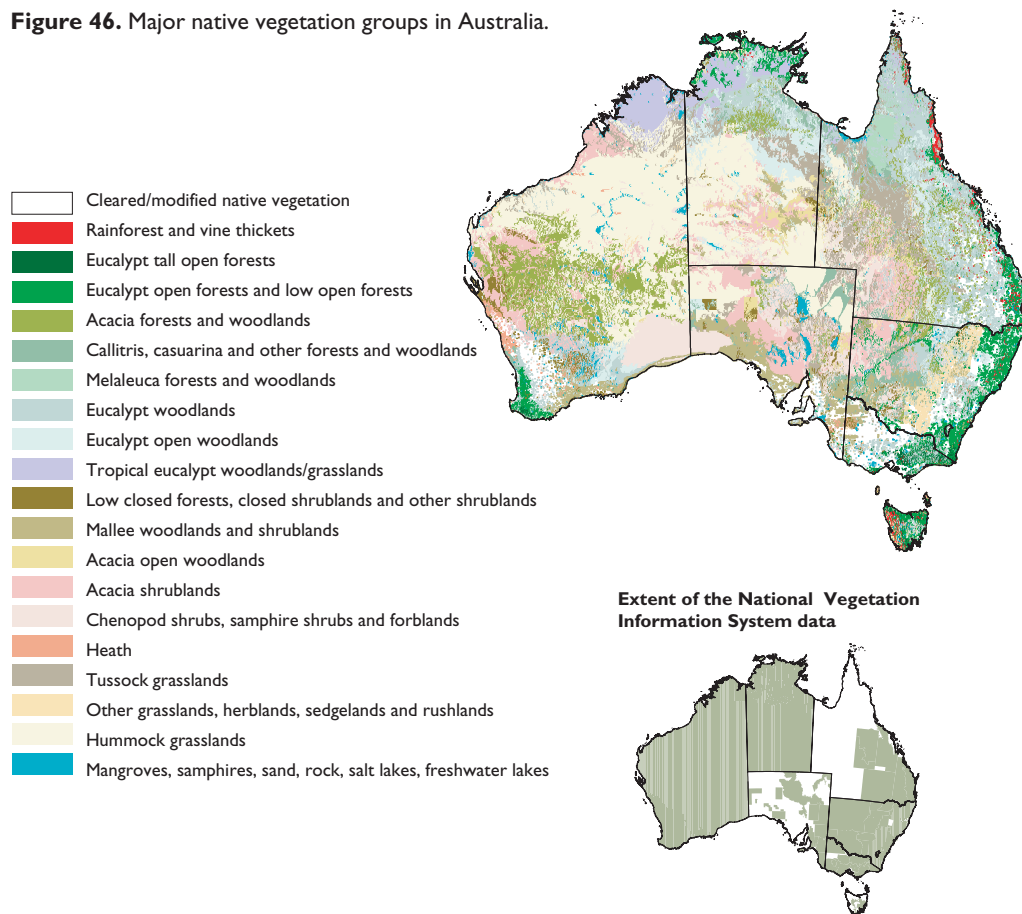 Figure 46. Major native vegetation groups in Australia.
Cleared/modified native vegetation
Rainforest and vine thickets
Eucalypt tall open forests
Eucalypt open forests and low open forests
Acacia forests and woodlands
Callitris, casuarina and other forests and woodlands
Melaleuca forests and woodlands
Eucalypt woodlands
Eucalypt open woodlands
Tropical eucalypt woodlands/grasslands
Low closed forests, closed shrublands and other shrublands
Mallee woodlands and shrublands
Acacia open woodlands
Acacia shrublands
Chenopod shrubs, samphire shrubs and forblands
Heath
Tussock grasslands
Other grasslands, herblands, sedgelands and rushlands
Hummock grasslands
Mangroves, samphires, sand, rock, salt lakes, freshwater lakes
Extent of the National Vegetation
Information System data